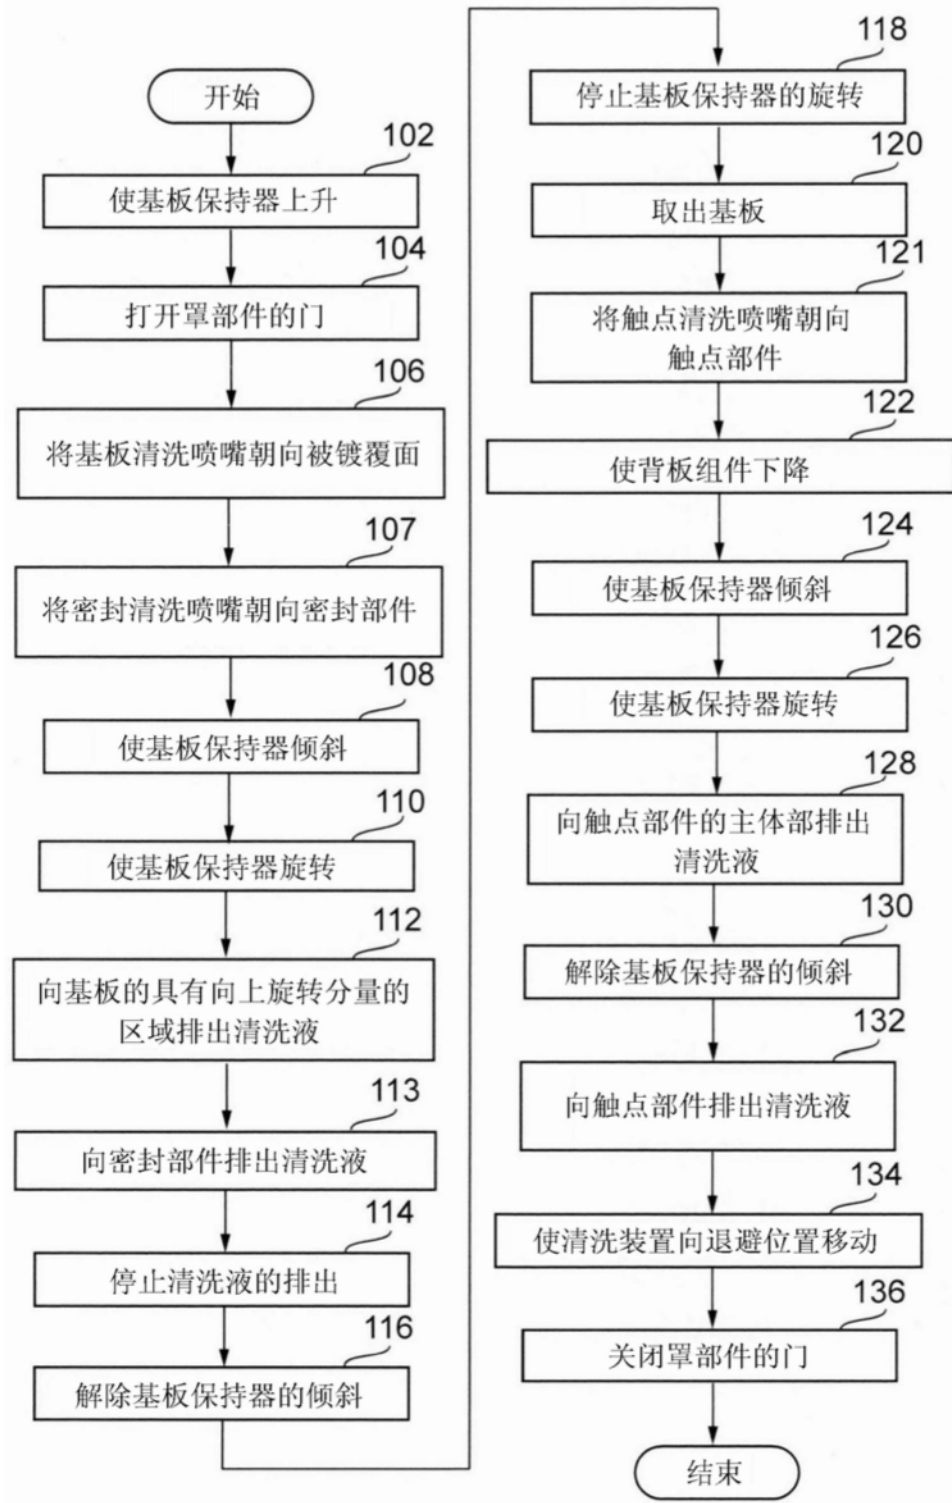 开始
102
使基板保持器上升
104
打开罩部件的门
106
将基板清洗喷嘴朝向被镀覆面
107
将密封清洗喷嘴朝向密封部件
108
使基板保持器倾斜
110
使基板保持器旋转
112
向基板的具有向上旋转分量的
区域排出清洗液
113
向密封部件排出清洗液
114
停止清洗液的排出
116
解除基板保持器的倾斜
118
停止基板保持器的旋转
120
取出基板
121
将触点清洗喷嘴朝向
触点部件
122
使背板组件下降
124
使基板保持器倾斜
126
使基板保持器旋转
128
向触点部件的主体部排出
清洗液
130
解除基板保持器的倾斜
132
向触点部件排出清洗液
134
使清洗装置向退避位置移动
136
关闭罩部件的门
结束